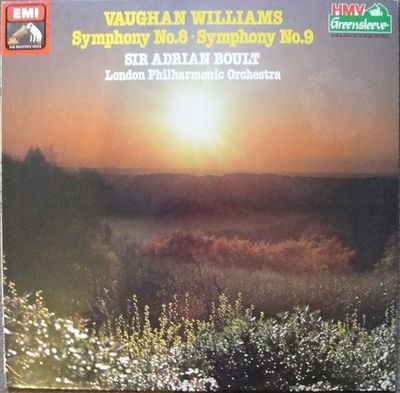 EMI
HIS MASTER'S VOICE
VAUGHAN WILLIAMS
Symphony No.8 · Symphony No.9
SIR ADRIAN BOULT
London Philharmonic Orchestra
HMV
Greensleeve